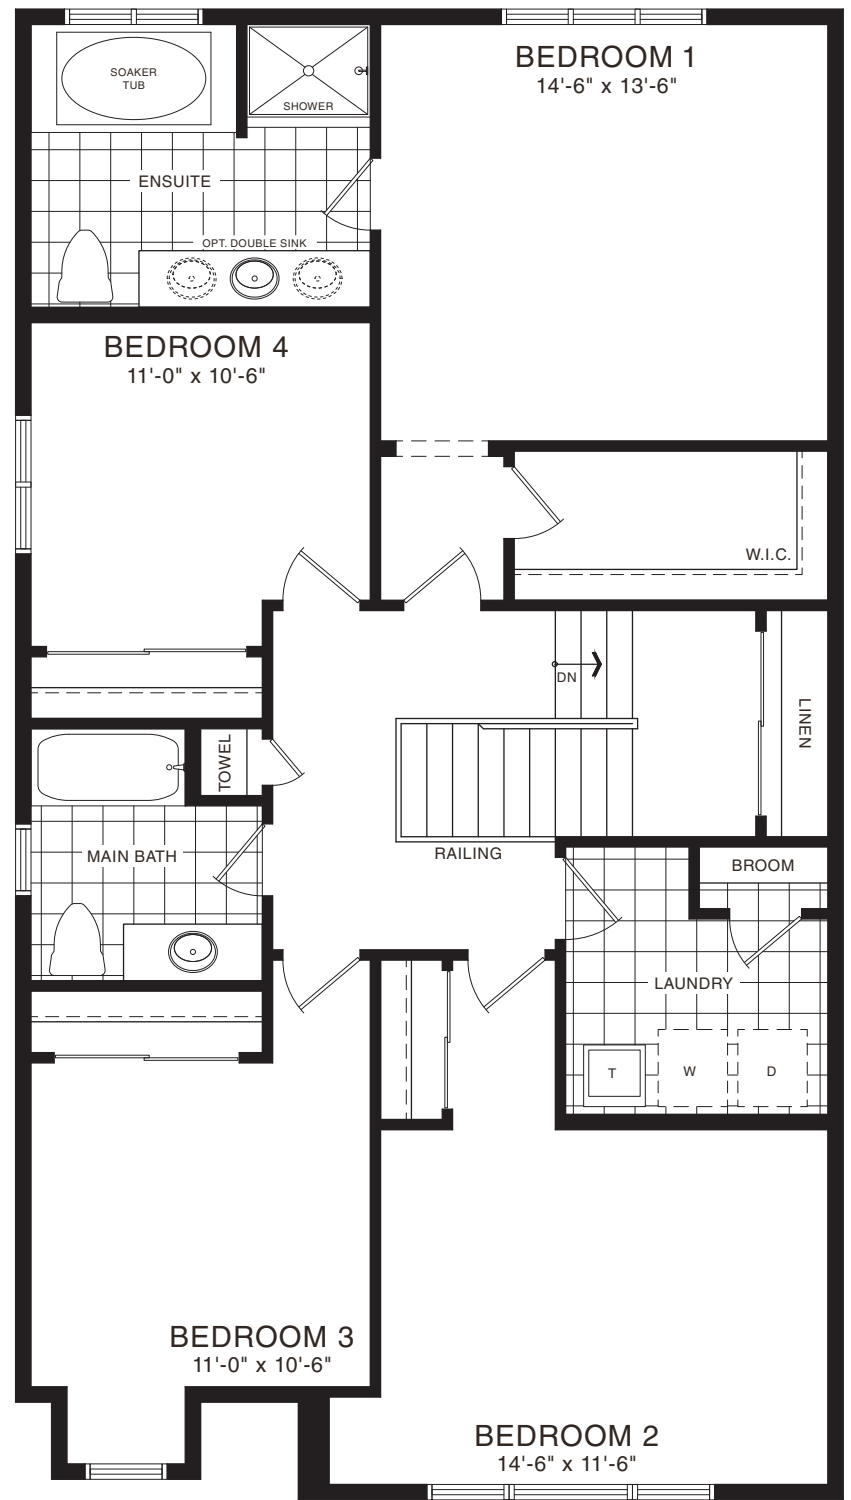 BEDROOM 1
14'-6" x 13'-6"
SOAKER
TUB
SHOWER
ENSUITE
OPT. DOUBLE SINK
BEDROOM 4
11'-0" x 10'-6"
W.I.C.
DN
LINEN
TOWEL
RAILING
MAIN BATH
BROOM
LAUNDRY
T
W
D
BEDROOM 3
11'-0" x 10'-6"
BEDROOM 2
14'-6" x 11'-6"